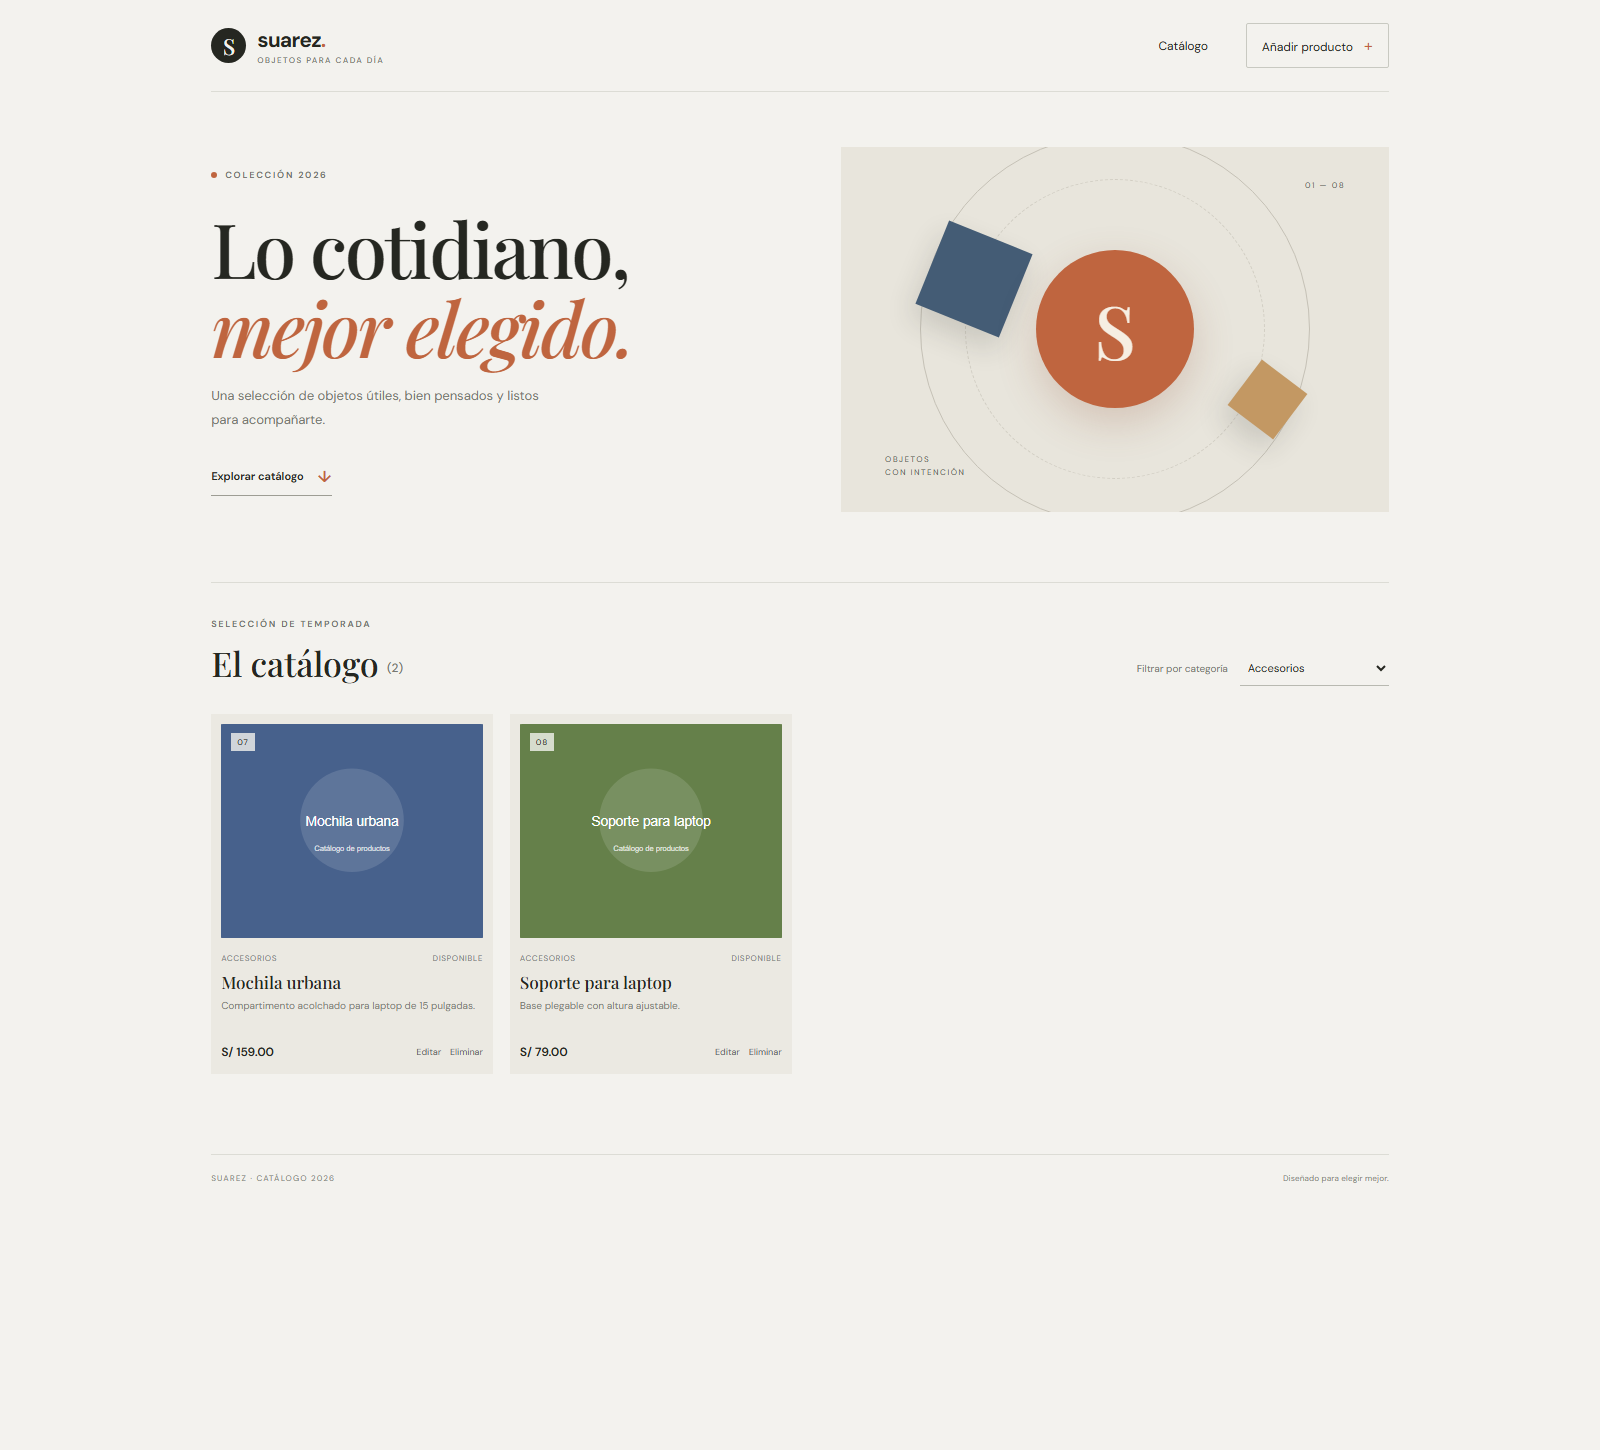 S
suarez.
OBJETOS PARA CADA DÍA
Catálogo
Añadir producto +
COLECCIÓN 2026
Lo cotidiano,
mejor elegido.
Una selección de objetos útiles, bien pensados y listos
para acompañarte.
Explorar catálogo
01 — 08
S
OBJETOS
CON INTENCIÓN
SELECCIÓN DE TEMPORADA
El catálogo (2)
Filtrar por categoría
Accesorios
07
Mochila urbana
Catálogo de productos
ACCESORIOS
DISPONIBLE
Mochila urbana
Compartimento acolchado para laptop de 15 pulgadas.
S/ 159.00
Editar
Eliminar
08
Soporte para laptop
Catálogo de productos
ACCESORIOS
DISPONIBLE
Soporte para laptop
Base plegable con altura ajustable.
S/ 79.00
Editar
Eliminar
SUAREZ · CATÁLOGO 2026
Diseñado para elegir mejor.